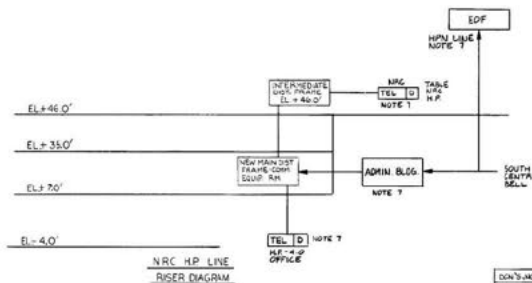 EOF
HPN LINE
NOTE 7
INTERMEDIATE
DIST. FRAME
EL + 46.0'
NRC
TEL D
NOTE 7
TABLE
NRC
H.P.
EL+46.0'
EL+35.0'
NEW MAIN DIST
FRAME-COMM
EQUIP. RM.
ADMIN. BLDG.
NOTE 7
SOUTH
CENTRAL
BELL
EL+7.0'
EL-4.0'
TEL D
NOTE 7
H.P.-4.0
OFFICE
NRC H.P. LINE
RISER DIAGRAM